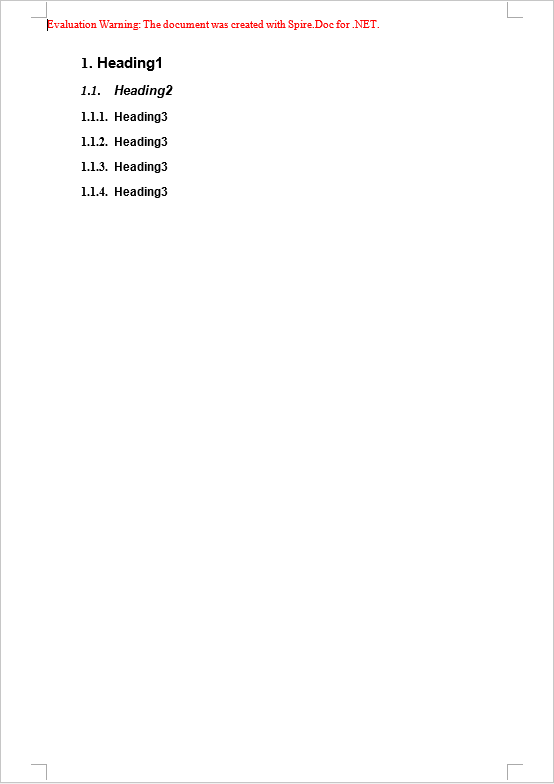 Evaluation Warning: The document was created with Spire.Doc for .NET.
1. Heading1
1.1. Heading2
1.1.1. Heading3
1.1.2. Heading3
1.1.3. Heading3
1.1.4. Heading3